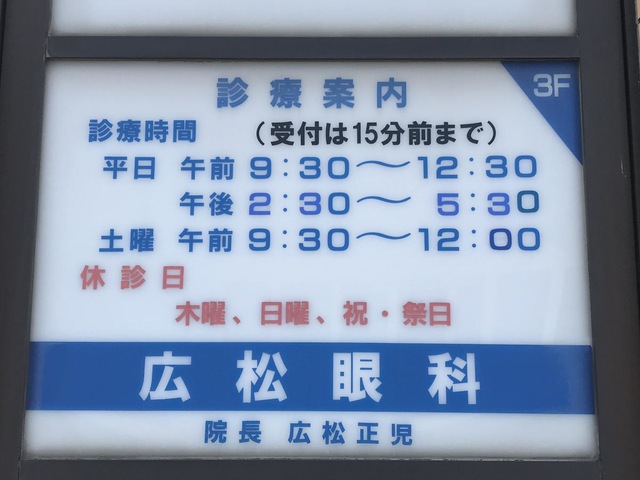 3F
診療案内
診療時間 （受付は15分前まで）
平日 午前 9:30～12:30
午後 2:30～ 5:30
土曜 午前 9:30～12:00
休診日
木曜、日曜、祝・祭日
広松眼科
院長 広松正児